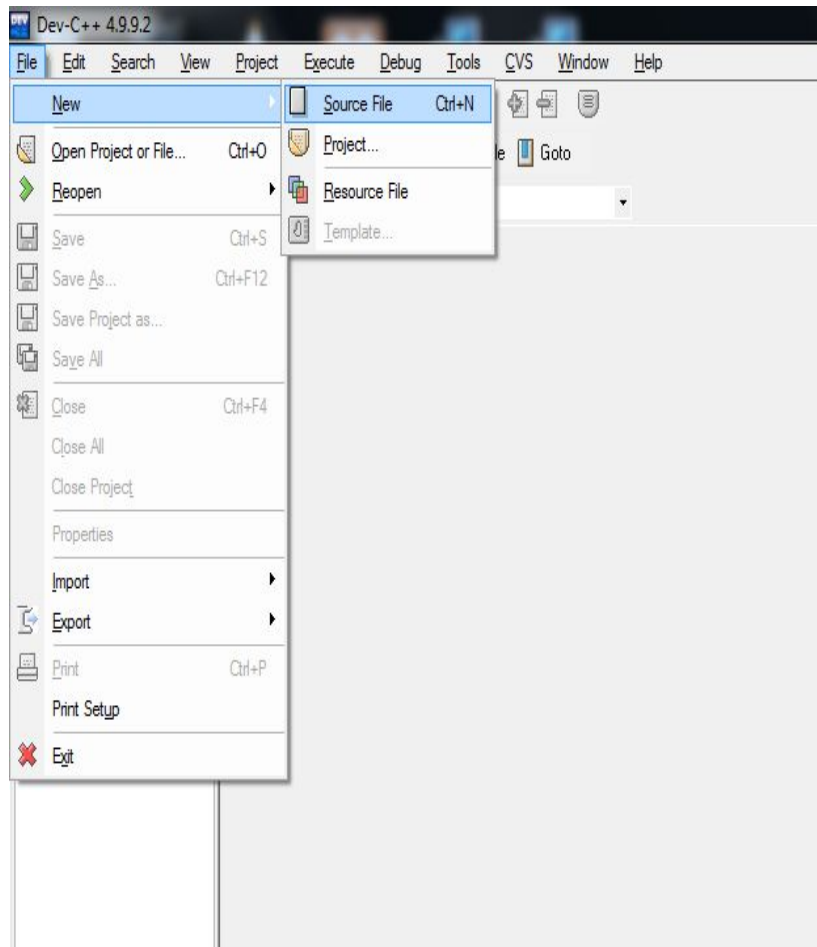 Dev-C++ 4.9.9.2
File Edit Search View Project Execute Debug Tools CVS Window Help
New
Source File Ctrl+N
Project...
Resource File
Template...
Goto
Open Project or File... Ctrl+O
Reopen
Save Ctrl+S
Save As... Ctrl+F12
Save Project as...
Save All
Close Ctrl+F4
Close All
Close Project
Properties
Import
Export
Print Ctrl+P
Print Setup
Exit